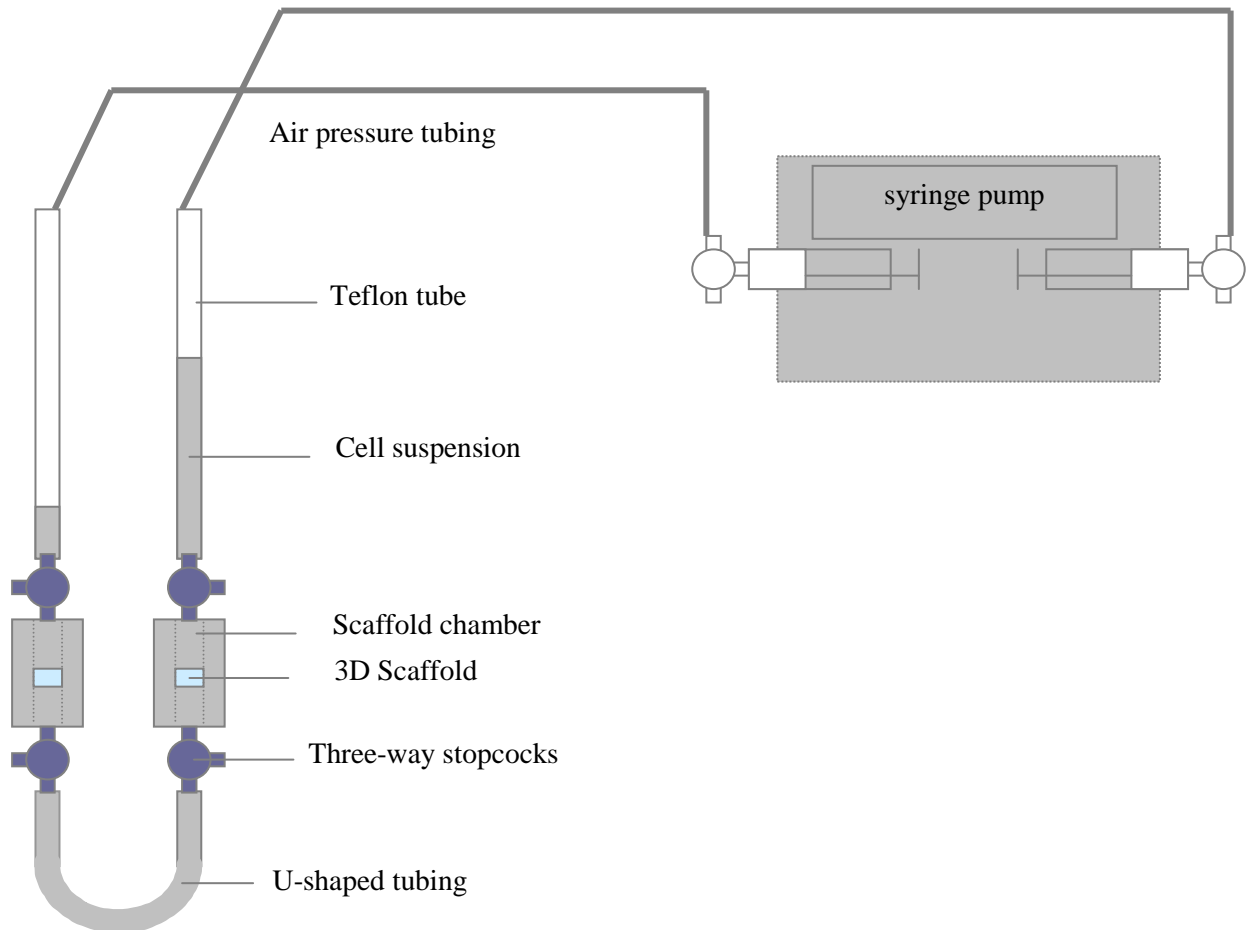 Air pressure tubing
syringe pump
Teflon tube
Cell suspension
Scaffold chamber
3D Scaffold
Three-way stopcocks
U-shaped tubing